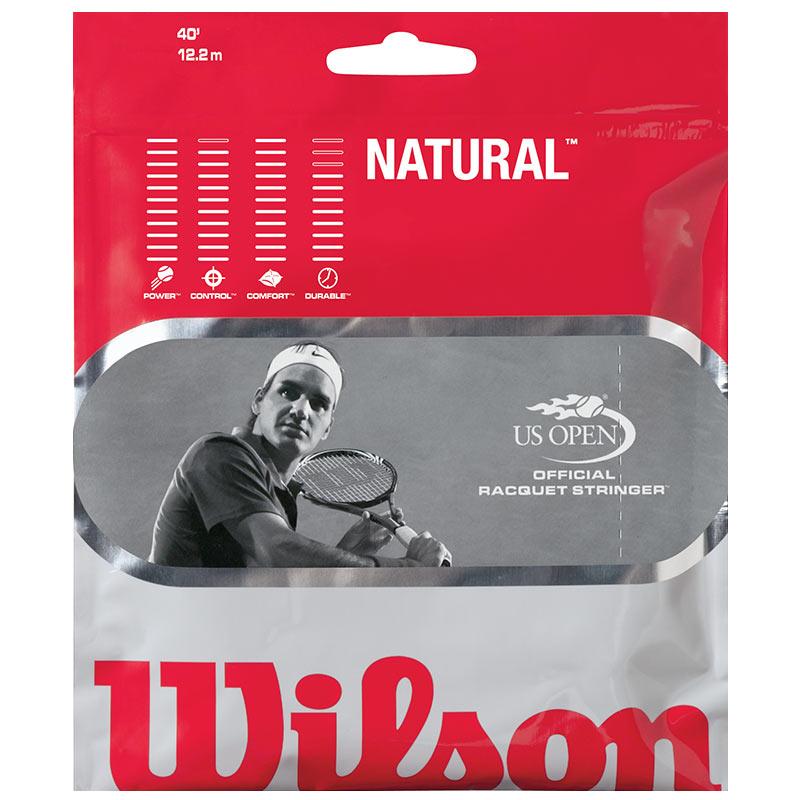 40'
12.2 m
NATURAL™
POWER™ CONTROL™ COMFORT™ DURABLE™
US OPEN®
OFFICIAL
RACQUET STRINGER™
Wilson